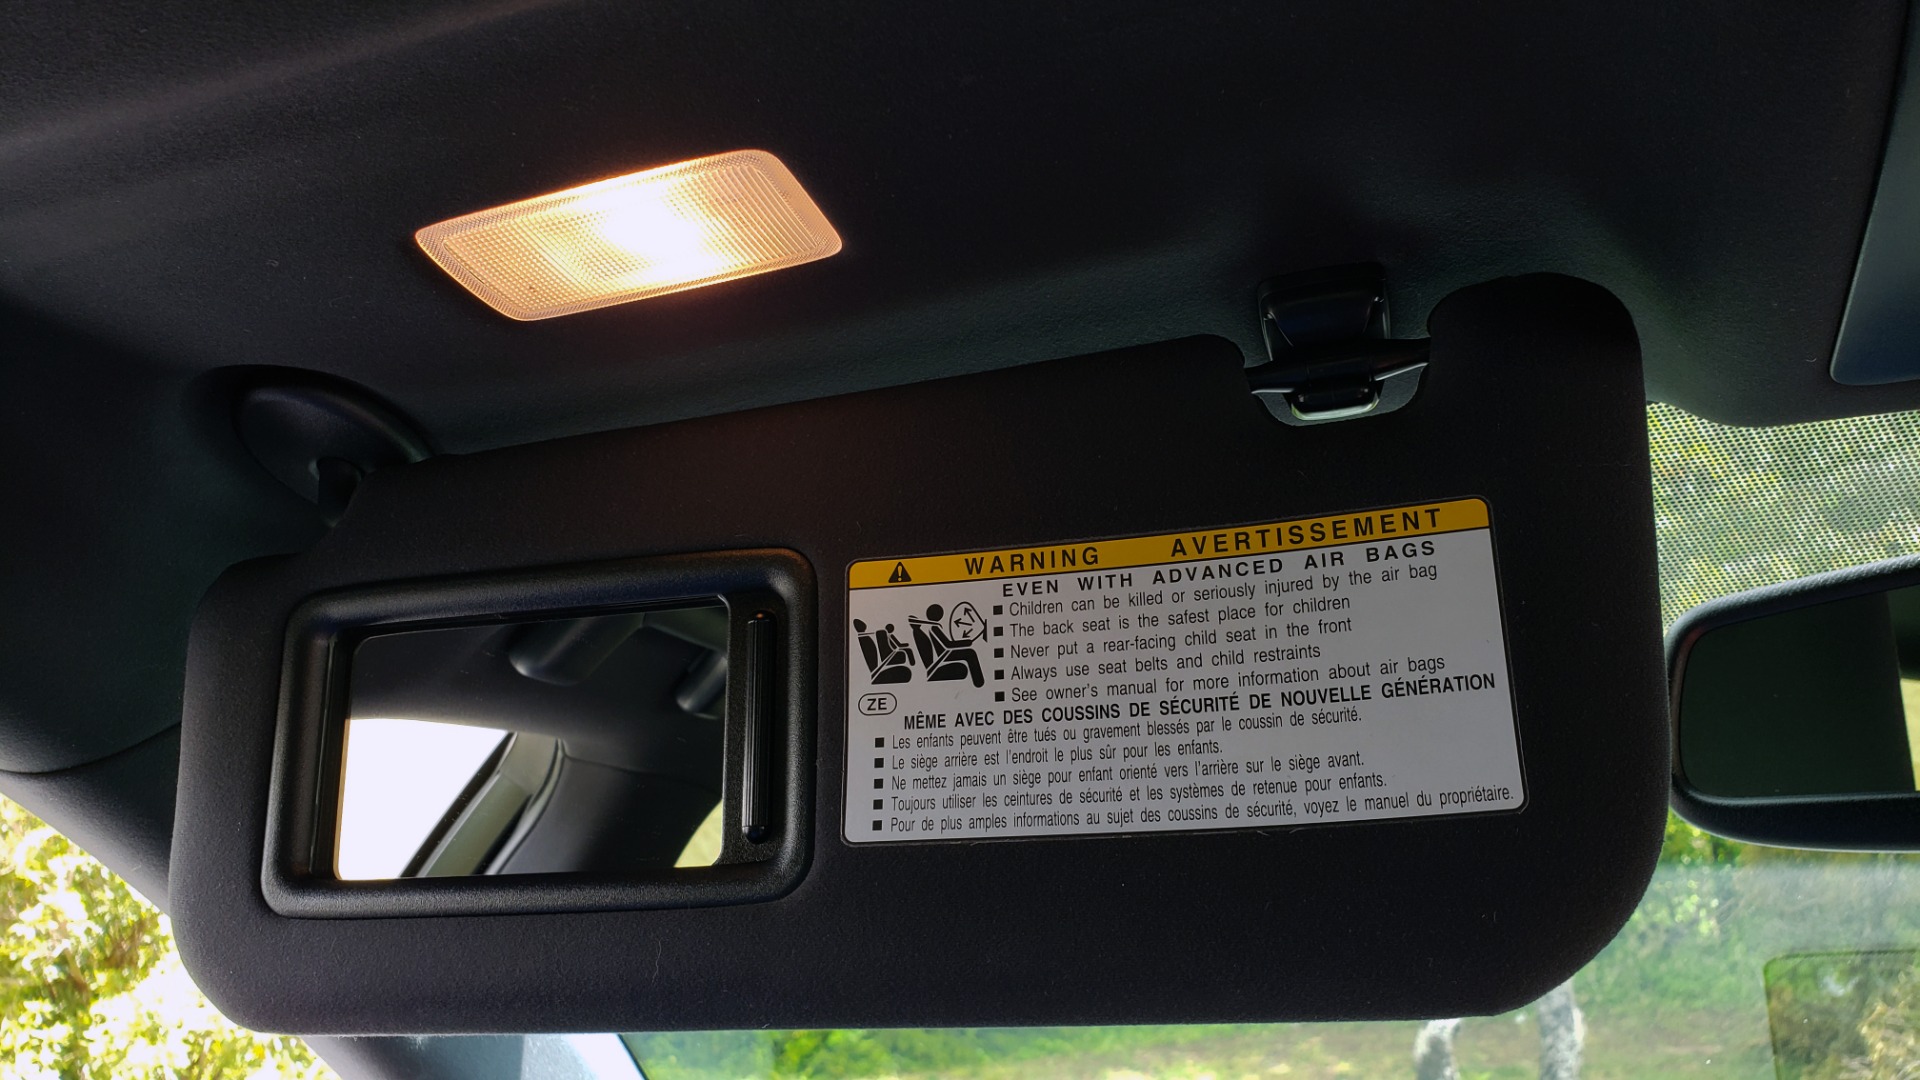 WARNING AVERTISSEMENT
EVEN WITH ADVANCED AIR BAGS
■ Children can be killed or seriously injured by the air bag
■ The back seat is the safest place for children
■ Never put a rear-facing child seat in the front
■ Always use seat belts and child restraints
■ See owner's manual for more information about air bags
ZE
MÊME AVEC DES COUSSINS DE SÉCURITÉ DE NOUVELLE GÉNÉRATION
■ Les enfants peuvent être tués ou gravement blessés par le coussin de sécurité.
■ Le siège arrière est l'endroit le plus sûr pour les enfants.
■ Ne mettez jamais un siège pour enfant orienté vers l'arrière sur le siège avant.
■ Toujours utiliser les ceintures de sécurité et les systèmes de retenue pour enfants.
■ Pour de plus amples informations au sujet des coussins de sécurité, voyez le manuel du propriétaire.